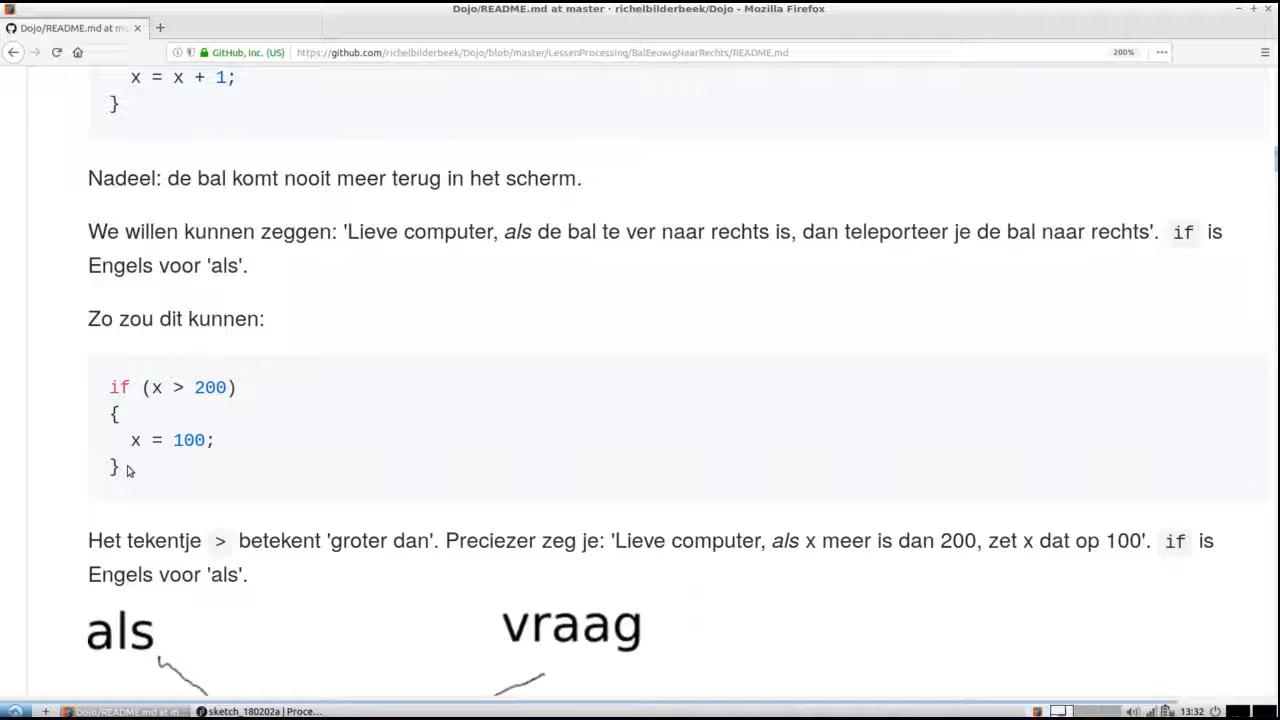 Dojo/README.md at master · richelbilderbeek/Dojo - Mozilla Firefox
Dojo/README.md at ma
GitHub, Inc. (US) https://github.com/richelbilderbeek/Dojo/blob/master/LessenProcessing/BalEeuwigNaarRechts/README.md 200%
x = x + 1;
}
Nadeel: de bal komt nooit meer terug in het scherm.
We willen kunnen zeggen: 'Lieve computer, als de bal te ver naar rechts is, dan teleporteer je de bal naar rechts'. if is
Engels voor 'als'.
Zo zou dit kunnen:
if (x > 200)
{
x = 100;
}
Het tekentje > betekent 'groter dan'. Preciezer zeg je: 'Lieve computer, als x meer is dan 200, zet x dat op 100'. if is
Engels voor 'als'.
als vraag
Dojo/README.md at m... sketch_180202a | Proce... 13:32